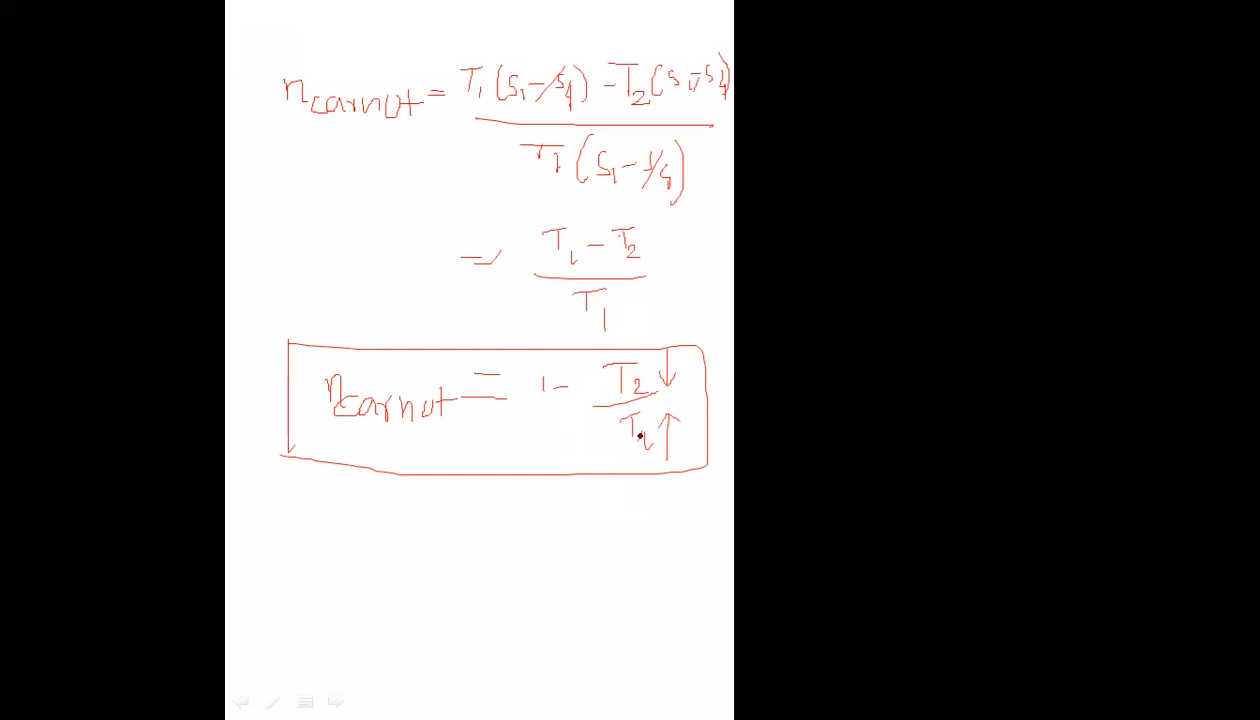 ηcarnot = T₁(S₁-S₄) - T₂(S₁-S₄)
T₁(S₁-S₄)
= T₁ - T₂
T₁
ηcarnot = 1 - T₂ ↓
T₁ ↑